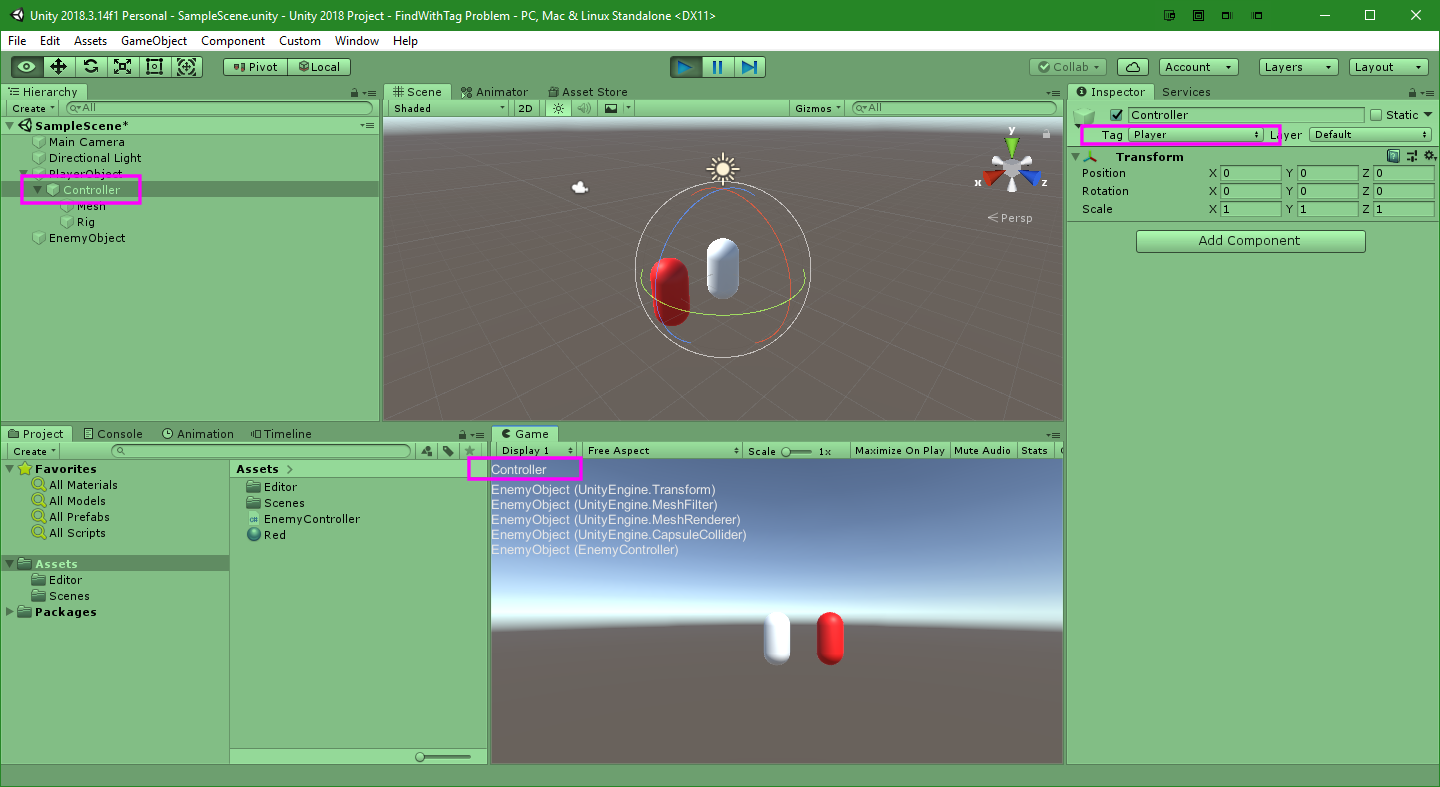 Unity 2018.3.14f1 Personal - SampleScene.unity - Unity 2018 Project - FindWithTag Problem - PC, Mac & Linux Standalone <DX11>
File Edit Assets GameObject Component Custom Window Help
Pivot Local Collab Account Layers Layout
Hierarchy
Create All
SampleScene*
Main Camera
Directional Light
PlayerObject
Controller
Mesh
Rig
EnemyObject
Scene Animator Asset Store
Shaded 2D Gizmos All
y
x
z
Persp
Inspector Services
Controller Static
Tag Player Layer Default
Transform
Position X 0 Y 0 Z 0
Rotation X 0 Y 0 Z 0
Scale X 1 Y 1 Z 1
Add Component
Project Console Animation Timeline
Create
Favorites
All Materials
All Models
All Prefabs
All Scripts
Assets
Editor
Scenes
Packages
Assets
Editor
Scenes
EnemyController
Red
Game
Display 1 Free Aspect Scale 1x Maximize On Play Mute Audio Stats
Controller
EnemyObject (UnityEngine.Transform)
EnemyObject (UnityEngine.MeshFilter)
EnemyObject (UnityEngine.MeshRenderer)
EnemyObject (UnityEngine.CapsuleCollider)
EnemyObject (EnemyController)